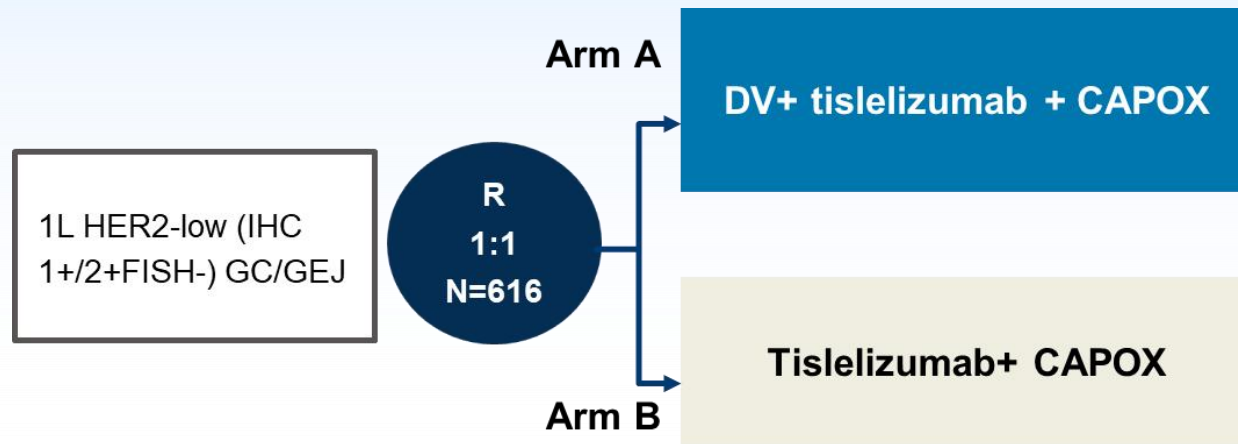 Arm A
DV+ tislelizumab + CAPOX
1L HER2-low (IHC
1+/2+FISH-) GC/GEJ
R
1:1
N=616
Tislelizumab+ CAPOX
Arm B